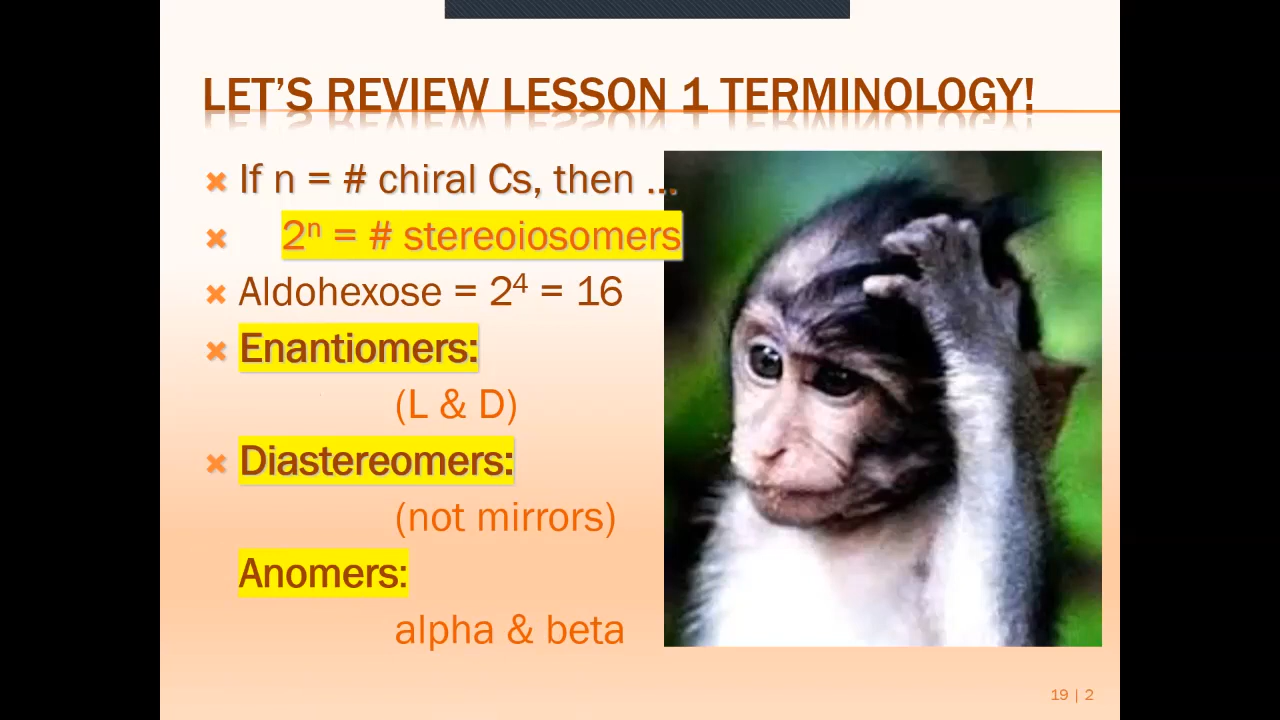 LET'S REVIEW LESSON 1 TERMINOLOGY!
If n = # chiral Cs, then ...
2ⁿ = # stereoiosomers
Aldohexose = 2⁴ = 16
Enantiomers:
(L & D)
Diastereomers:
(not mirrors)
Anomers:
alpha & beta
19 | 2